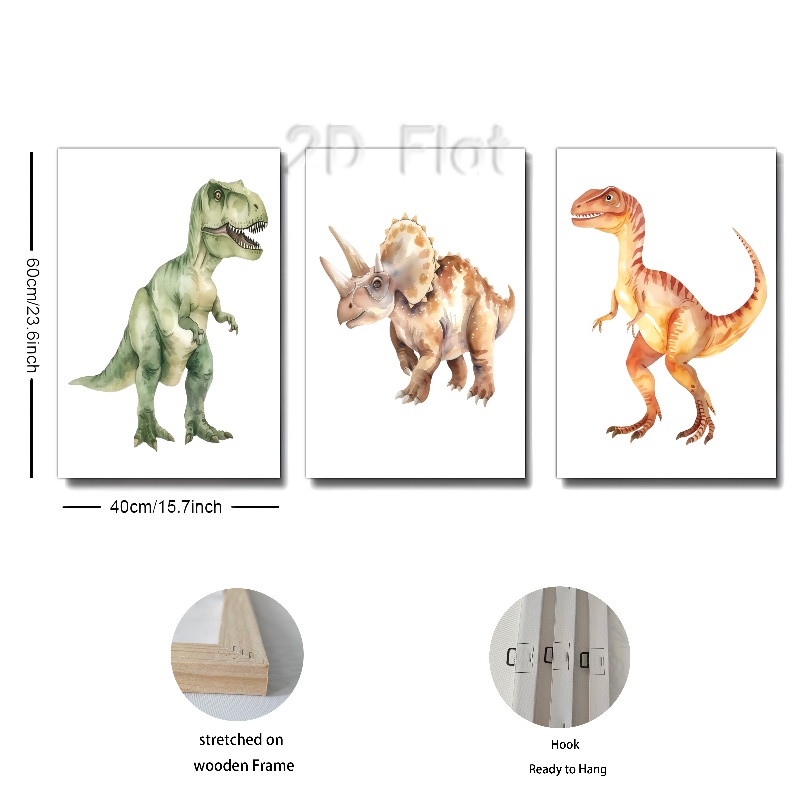 2D Flat
60cm/23.6inch
40cm/15.7inch
stretched on
wooden Frame
Hook
Ready to Hang